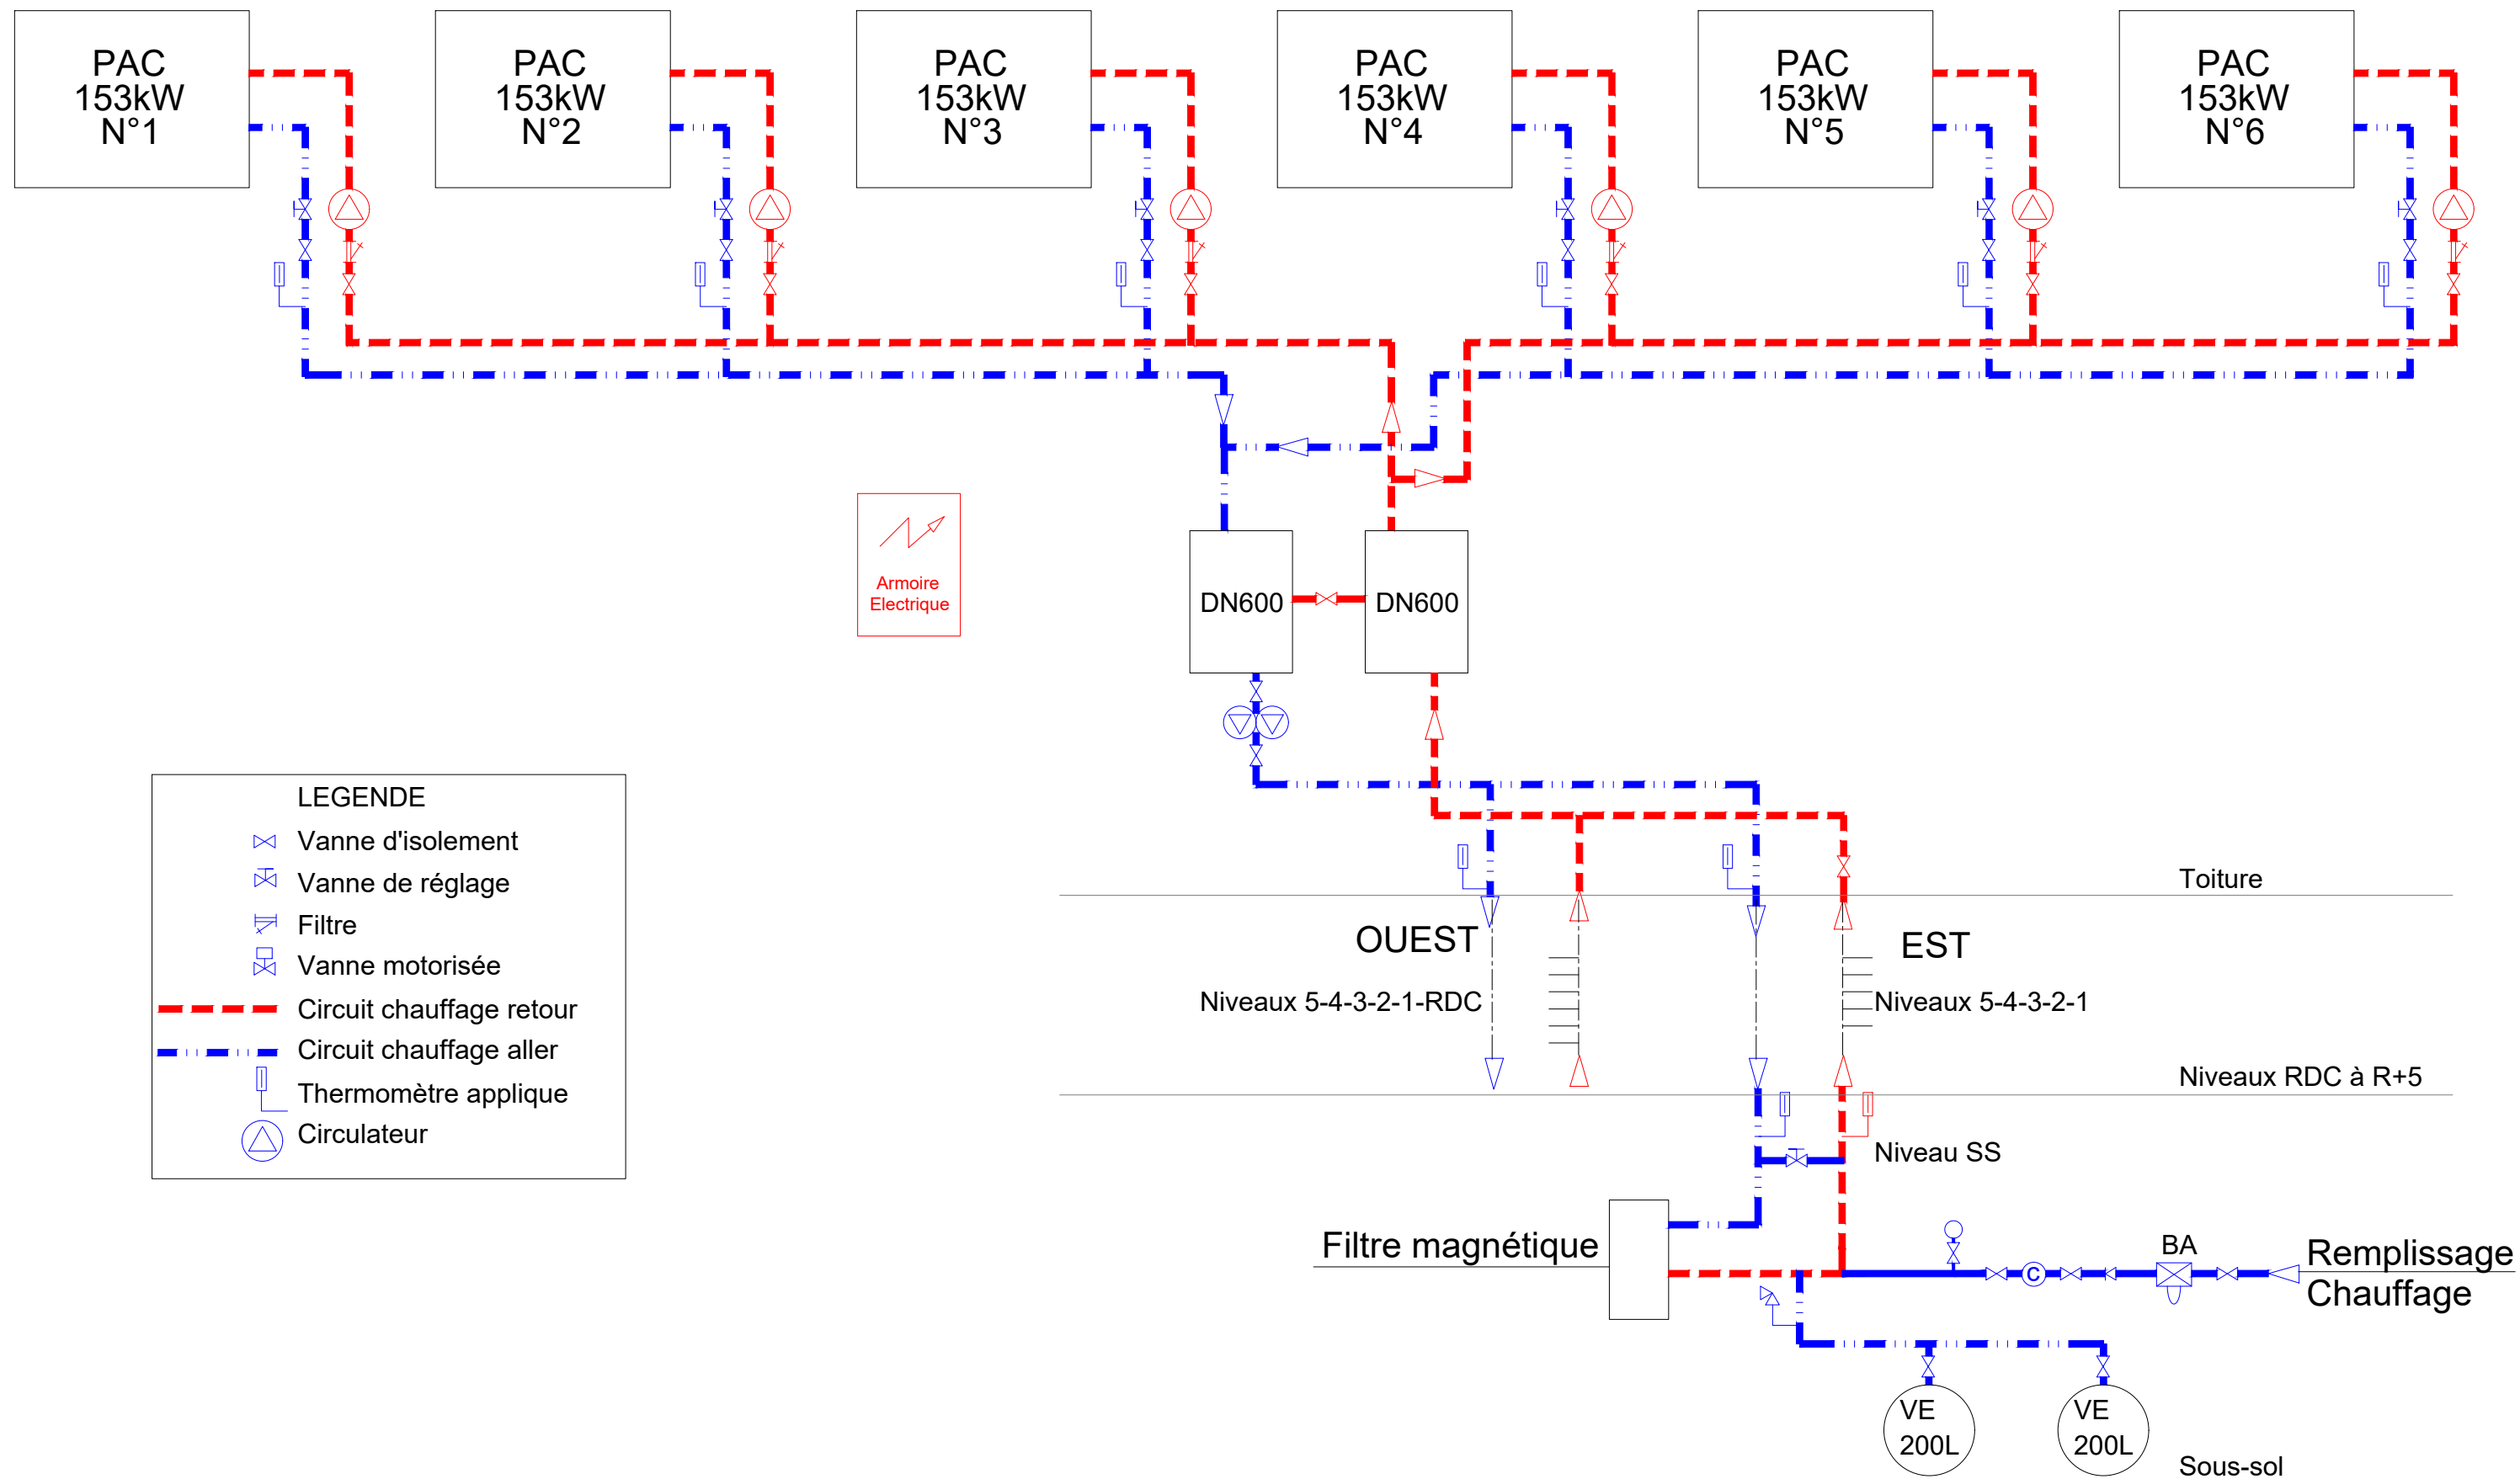 PAC
153kW
N°1
PAC
153kW
N°2
PAC
153kW
N°3
PAC
153kW
N°4
PAC
153kW
N°5
PAC
153kW
N°6
Armoire
Electrique
DN600
DN600
LEGENDE
Vanne d'isolement
Vanne de réglage
Filtre
Vanne motorisée
Circuit chauffage retour
Circuit chauffage aller
Thermomètre applique
Circulateur
Toiture
OUEST
EST
Niveaux 5-4-3-2-1-RDC
Niveaux 5-4-3-2-1
Niveaux RDC à R+5
Niveau SS
Filtre magnétique
C
BA
Remplissage
Chauffage
VE
200L
VE
200L
Sous-sol